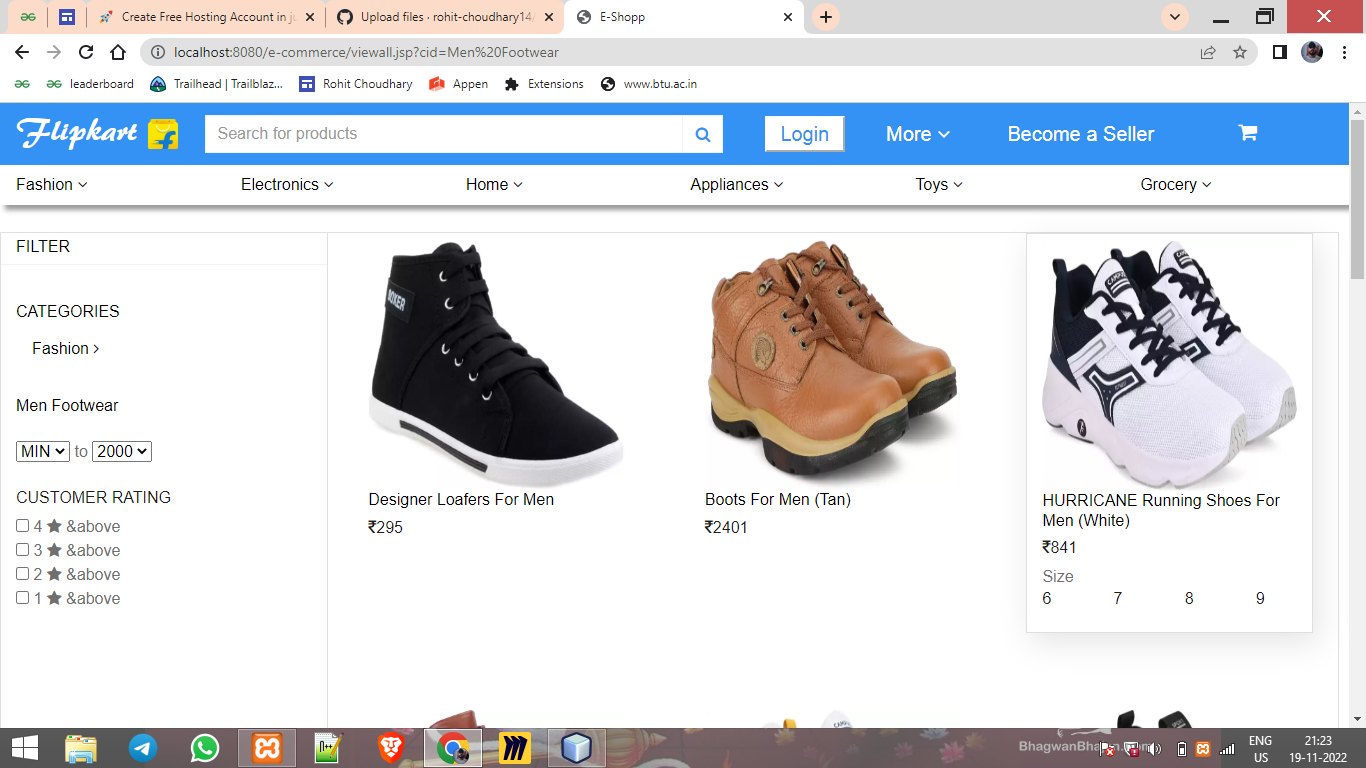 Create Free Hosting Account in ju
Upload files · rohit-choudhary14/
E-Shopp
localhost:8080/e-commerce/viewall.jsp?cid=Men%20Footwear
leaderboard
Trailhead | Trailblaz...
Rohit Choudhary
Appen
Extensions
www.btu.ac.in
Flipkart
Search for products
Login
More
Become a Seller
Fashion
Electronics
Home
Appliances
Toys
Grocery
FILTER
CATEGORIES
Fashion
Men Footwear
MIN to 2000
CUSTOMER RATING
4 ★ &above
3 ★ &above
2 ★ &above
1 ★ &above
BOXER
Designer Loafers For Men
₹295
Boots For Men (Tan)
₹2401
HURRICANE Running Shoes For
Men (White)
₹841
Size
6 7 8 9
ENG
US
21:23
19-11-2022